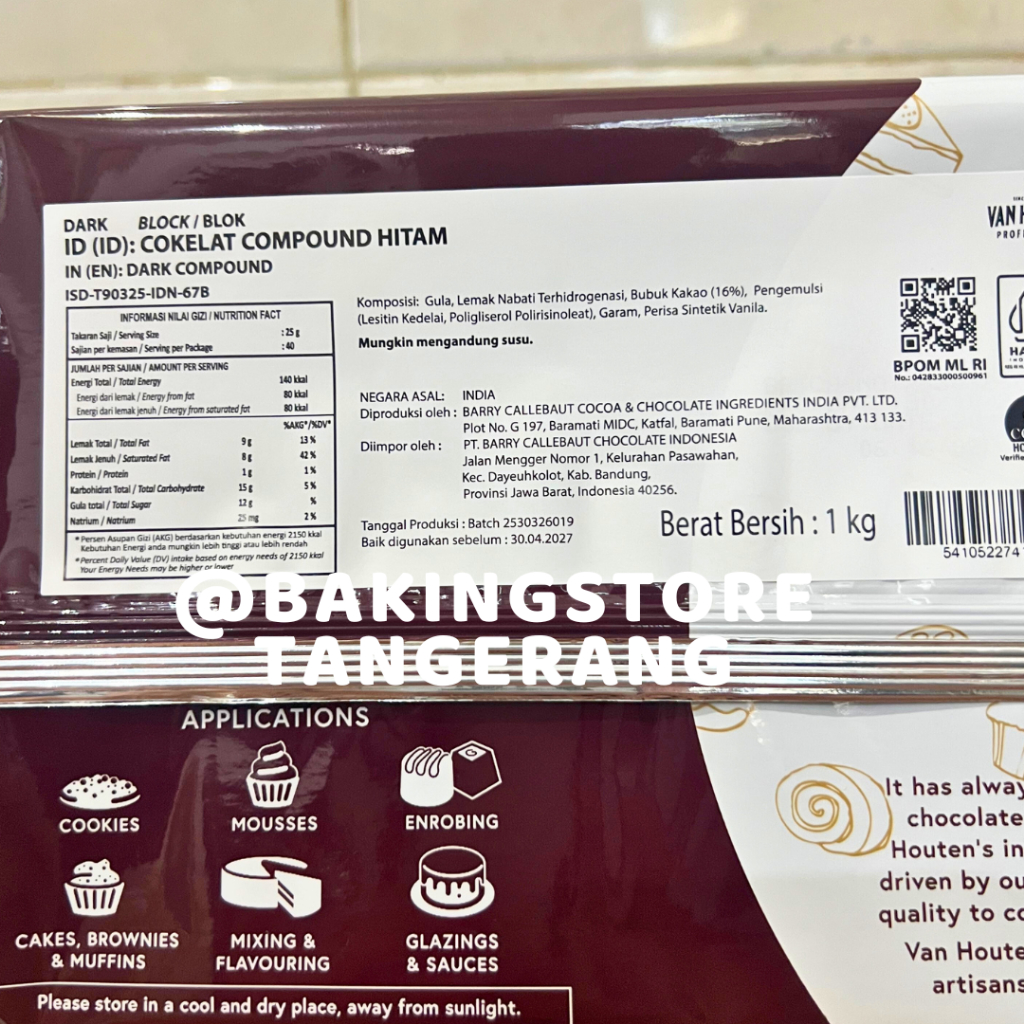 DARK BLOCK / BLOK
ID (ID): COKELAT COMPOUND HITAM
IN (EN): DARK COMPOUND
ISD-T90325-IDN-67B
INFORMASI NILAI GIZI / NUTRITION FACT
Takaran Saji / Serving Size : 25 g
Sajian per kemasan / Serving per Package : 40
JUMLAH PER SAJIAN / AMOUNT PER SERVING
Energi Total / Total Energy 140 kkal
Energi dari lemak / Energy from fat 80 kkal
Energi dari lemak jenuh / Energy from saturated fat 80 kkal
%AKG*/%DV*
Lemak Total / Total Fat 9 g 13 %
Lemak Jenuh / Saturated Fat 8 g 42 %
Protein / Protein 1 g 1 %
Karbohidrat Total / Total Carbohydrate 15 g 5 %
Gula total / Total Sugar 12 g %
Natrium / Natrium 25 mg 2 %
* Persen Asupan Gizi (AKG) berdasarkan kebutuhan energi 2150 kkal
Kebutuhan Energi anda mungkin lebih tinggi atau lebih rendah
* Percent Daily Value (DV) intake based on energy needs of 2150 kkal
Your Energy Needs may be higher or lower
Komposisi: Gula, Lemak Nabati Terhidrogenasi, Bubuk Kakao (16%), Pengemulsi
(Lesitin Kedelai, Poligliserol Polirisinoleat), Garam, Perisa Sintetik Vanila.
Mungkin mengandung susu.
NEGARA ASAL: INDIA
Diproduksi oleh : BARRY CALLEBAUT COCOA & CHOCOLATE INGREDIENTS INDIA PVT. LTD.
Plot No. G 197, Baramati MIDC, Katfal, Baramati Pune, Maharashtra, 413 133.
Diimpor oleh : PT. BARRY CALLEBAUT CHOCOLATE INDONESIA
Jalan Mengger Nomor 1, Kelurahan Pasawahan,
Kec. Dayeuhkolot, Kab. Bandung,
Provinsi Jawa Barat, Indonesia 40256.
Tanggal Produksi : Batch 2530326019
Baik digunakan sebelum : 30.04.2027
Berat Bersih : 1 kg
VAN
BPOM ML RI
No.: 042833000500961
541052274
@BAKINGSTORE
TANGERANG
APPLICATIONS
COOKIES
MOUSSES
ENROBING
CAKES, BROWNIES
& MUFFINS
MIXING &
FLAVOURING
GLAZINGS
& SAUCES
Please store in a cool and dry place, away from sunlight.
It has alway
chocolate
Houten's in
driven by ou
quality to co
Van Houte
artisans